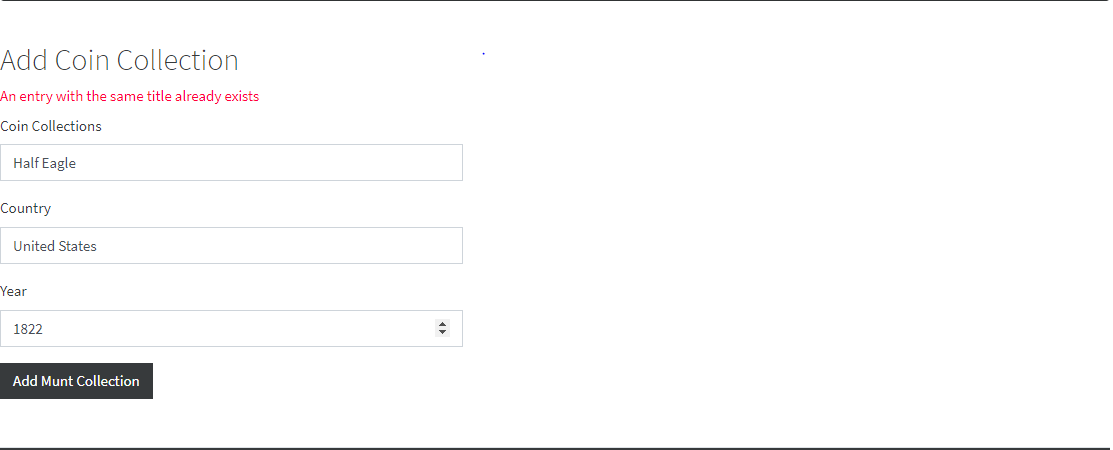 Add Coin Collection
An entry with the same title already exists
Coin Collections
Half Eagle
Country
United States
Year
1822
Add Munt Collection